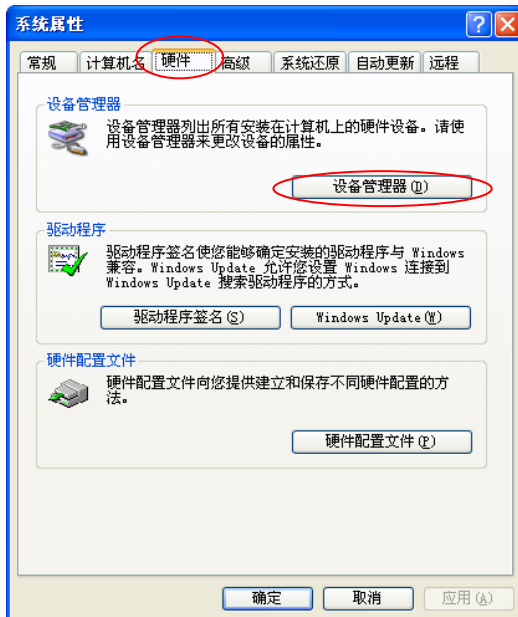 系统属性
常规 计算机名 硬件 高级 系统还原 自动更新 远程
设备管理器
设备管理器列出所有安装在计算机上的硬件设备。请使
用设备管理器来更改设备的属性。
设备管理器(D)
驱动程序
驱动程序签名使您能够确定安装的驱动程序与 Windows
兼容。Windows Update 允许您设置 Windows 连接到
Windows Update 搜索驱动程序的方式。
驱动程序签名(S) Windows Update(W)
硬件配置文件
硬件配置文件向您提供建立和保存不同硬件配置的方
法。
硬件配置文件(P)
确定 取消 应用(A)